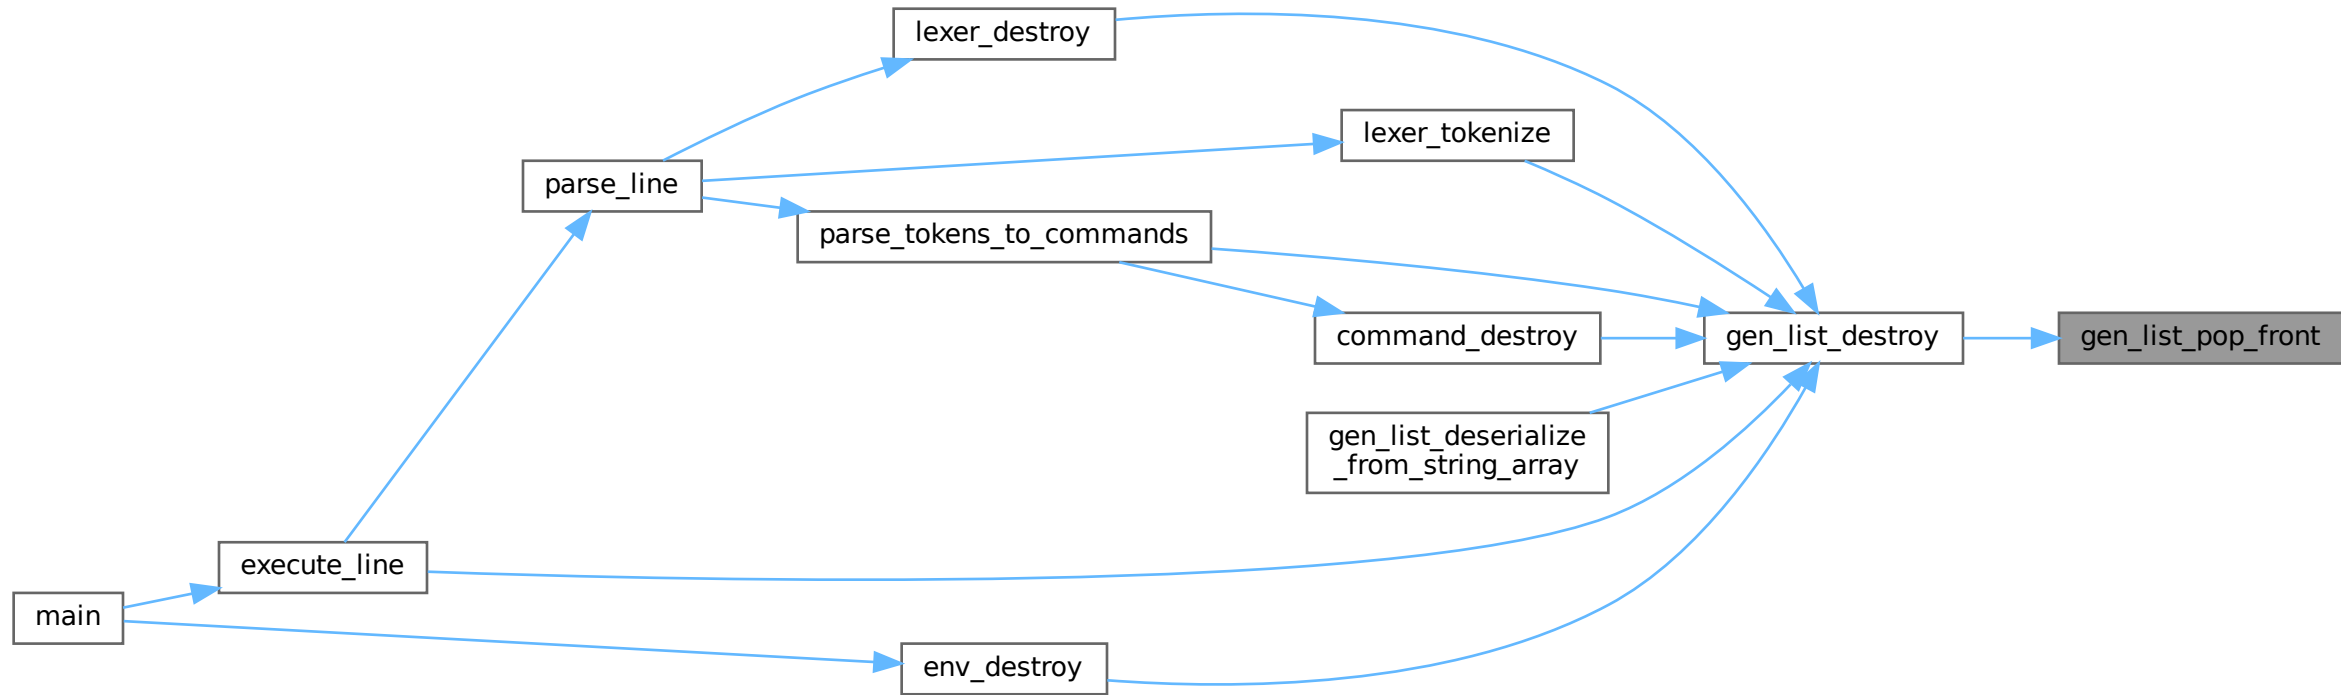 lexer_destroy
lexer_tokenize
parse_line
parse_tokens_to_commands
command_destroy
gen_list_destroy
gen_list_pop_front
gen_list_deserialize
_from_string_array
execute_line
main
env_destroy